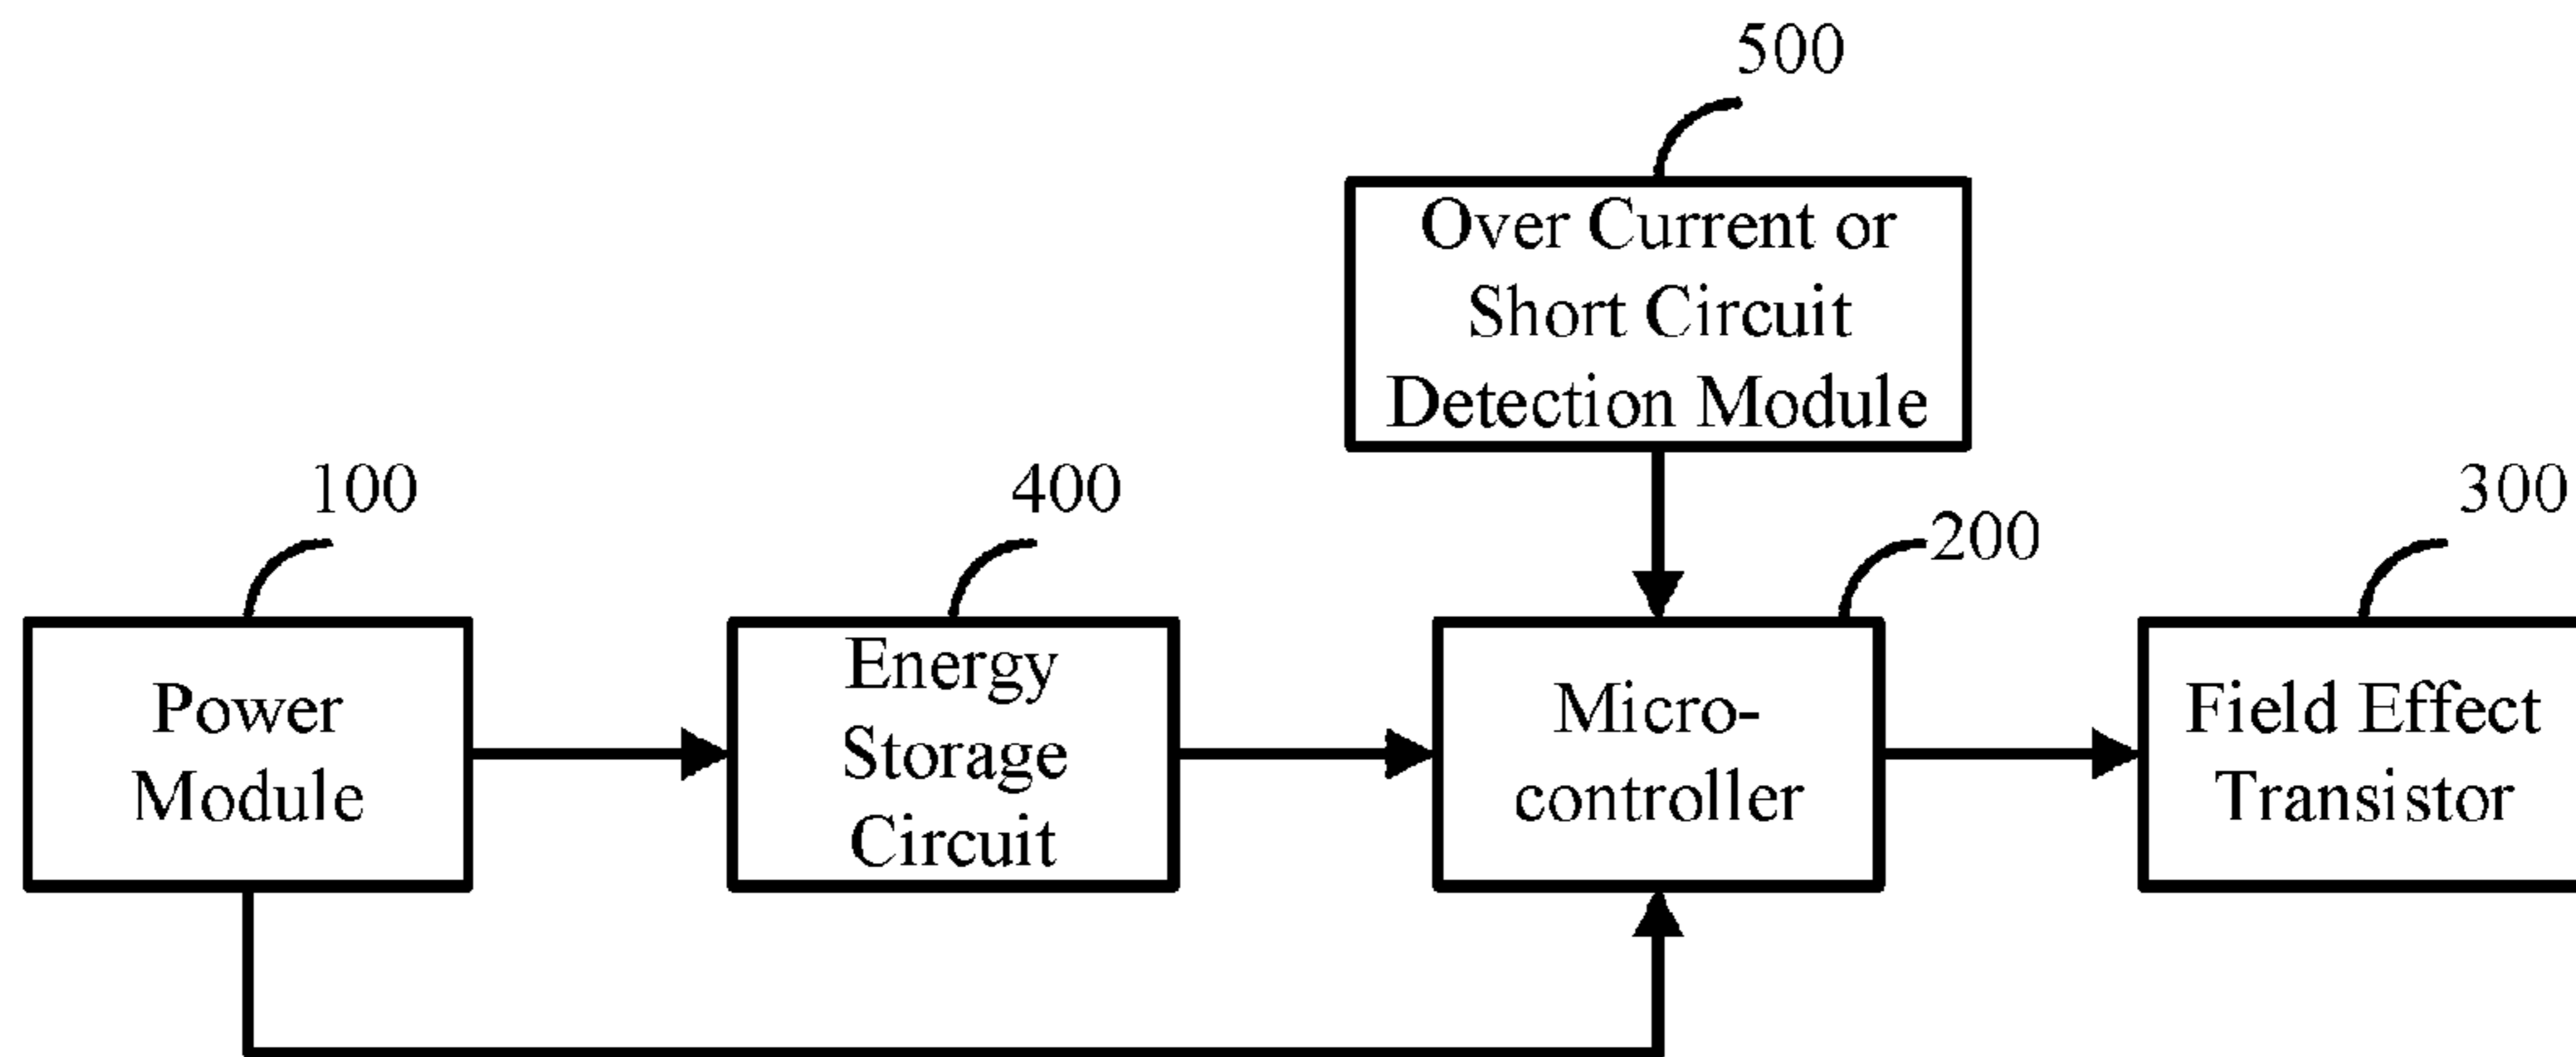 500
Over Current or
Short Circuit
Detection Module
100
400
200
300
Power
Module
Energy
Storage
Circuit
Micro-
controller
Field Effect
Transistor